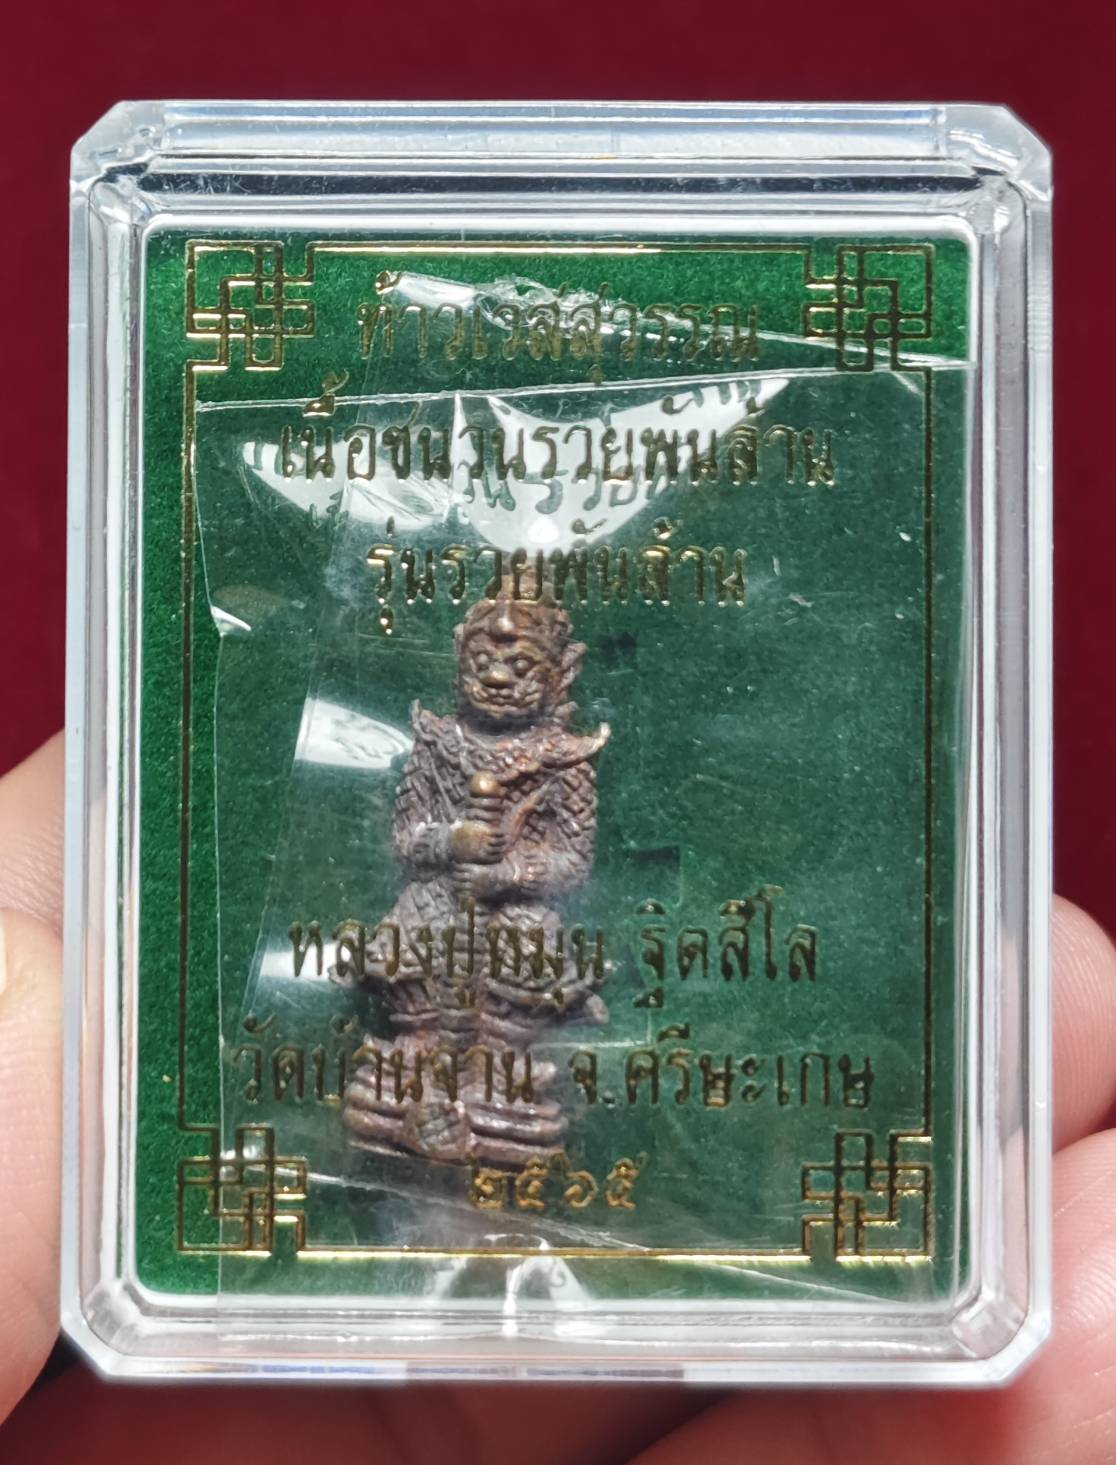 ท้าวเวสสุวรรณ
เนื้อชนวนรวยพันล้าน
รุ่นรวยพันล้าน
หลวงปู่หมุน ฐิตสีโล
วัดบ้านจาน จ.ศรีษะเกษ
๒๕๖๕